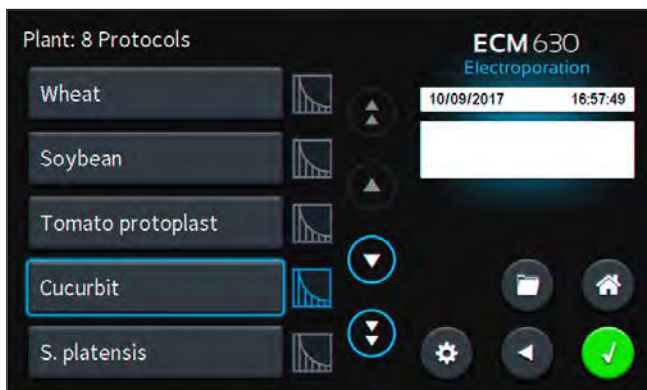 Plant: 8 Protocols
Wheat
Soybean
Tomato protoplast
Cucurbit
S. platensis
ECM 630
Electroporation
10/09/2017 16:57:49